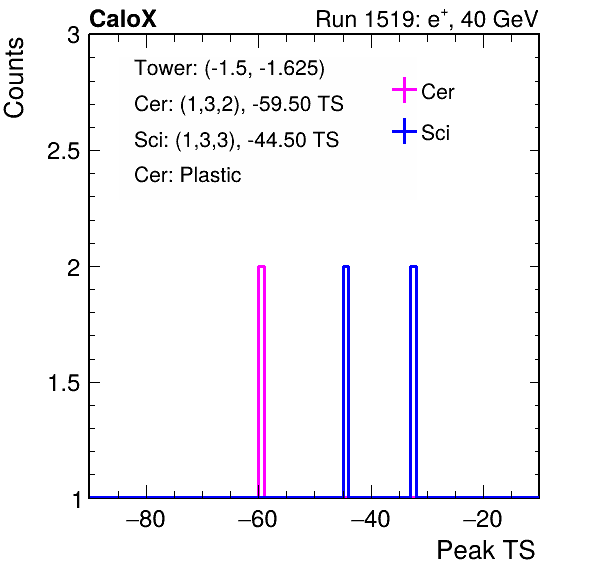 CaloX Run 1519: e⁺, 40 GeV
Counts
3
2.5
2
1.5
1
Tower: (-1.5, -1.625)
Cer: (1,3,2), -59.50 TS
Sci: (1,3,3), -44.50 TS
Cer: Plastic
Cer
Sci
−80 −60 −40 −20
Peak TS